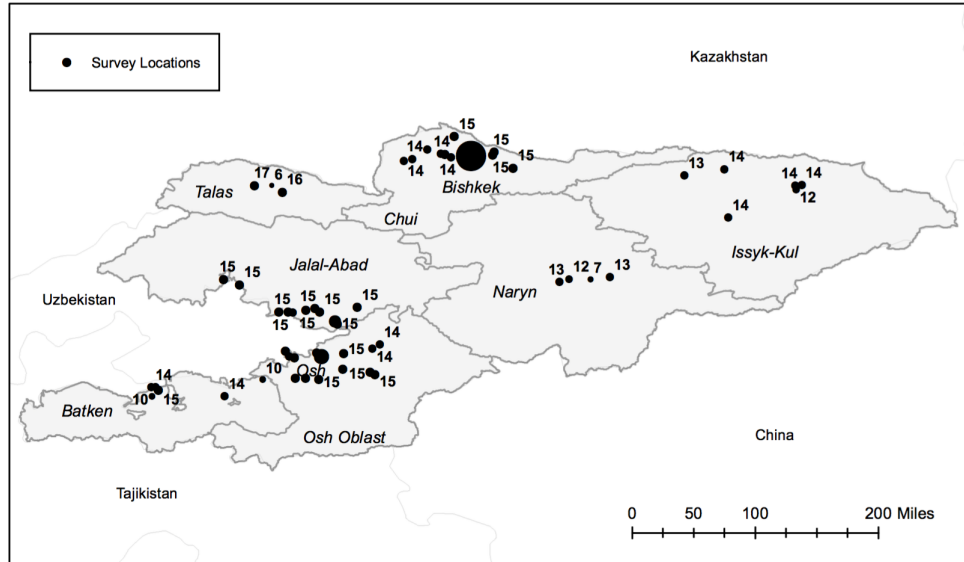 Survey Locations
Kazakhstan
15
14 14 15
14 14 15 15
Bishkek
17 6 16
Talas
Chui
13 14
14 14
12
14
Issyk-Kul
Jalal-Abad
15 15
13 12 7 13
Naryn
Uzbekistan
15 15 15 15
15 15 15
14
15 14
Osh
10 15 15
14 14
10 15
Batken
Osh Oblast
China
Tajikistan
0 50 100 200 Miles